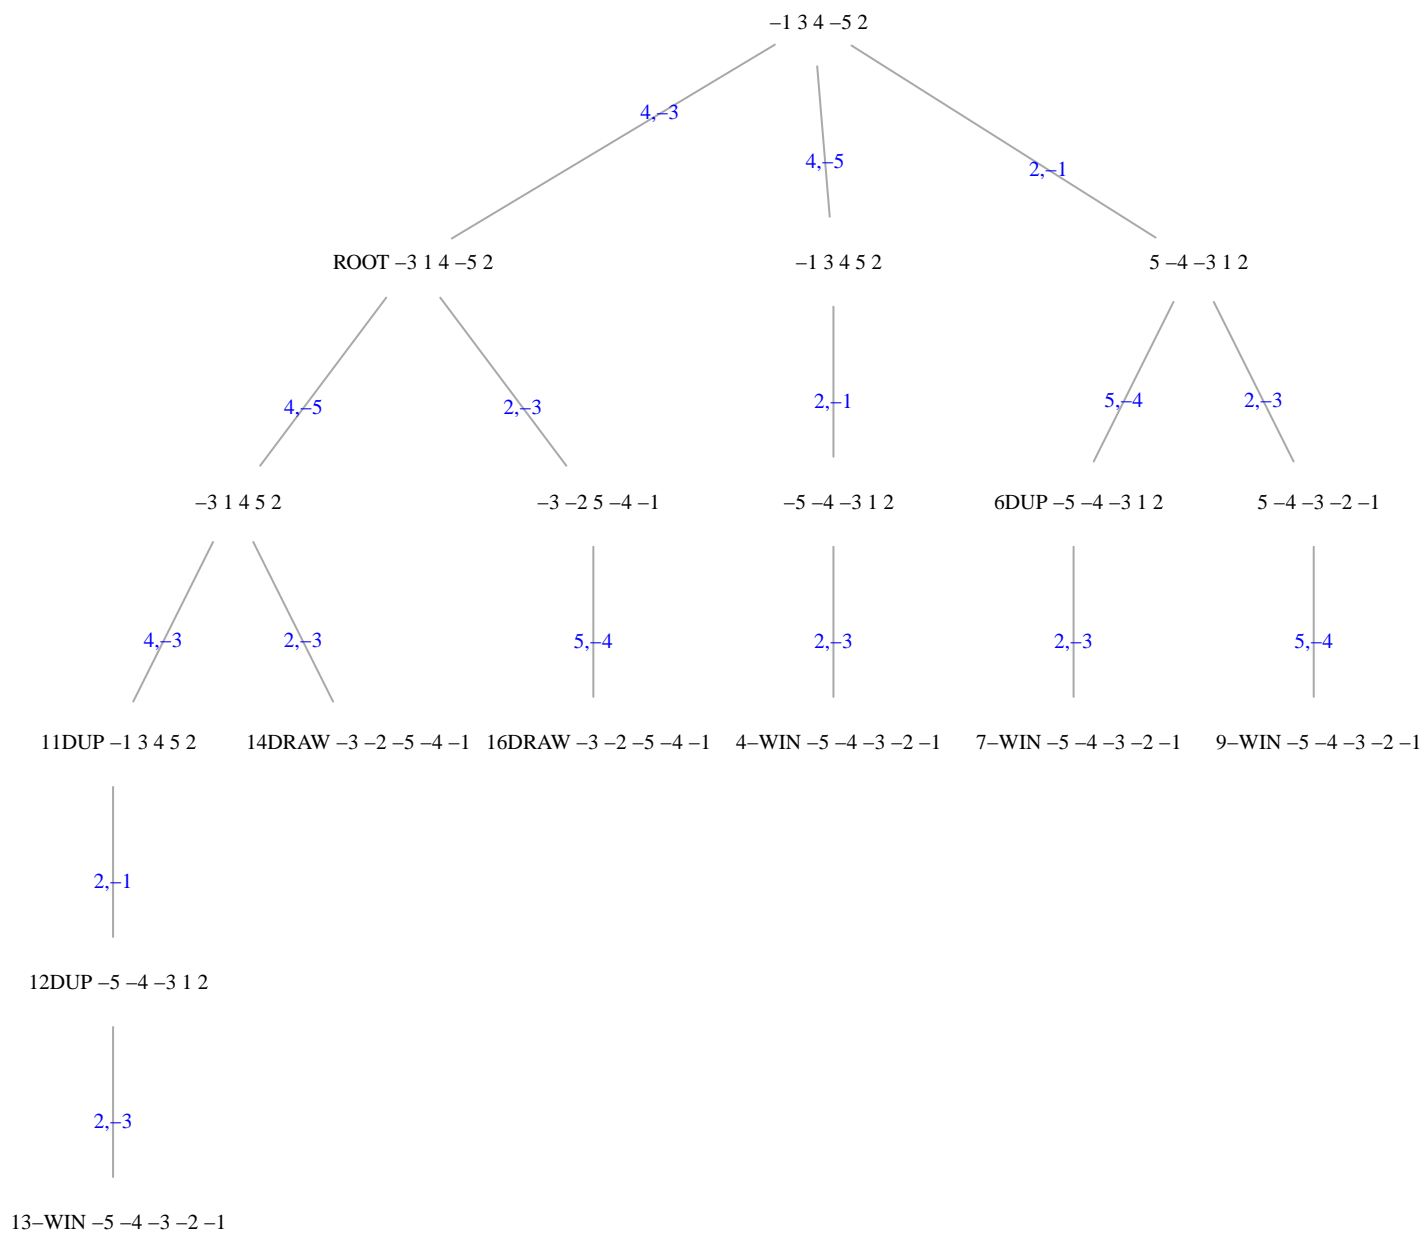 −1 3 4 −5 2
4,−3
4,−5
2,−1
ROOT −3 1 4 −5 2
−1 3 4 5 2
5 −4 −3 1 2
4,−5
2,−3
2,−1
5,−4
2,−3
−3 1 4 5 2
−3 −2 5 −4 −1
−5 −4 −3 1 2
6DUP −5 −4 −3 1 2
5 −4 −3 −2 −1
4,−3
2,−3
5,−4
2,−3
2,−3
5,−4
11DUP −1 3 4 5 2
14DRAW −3 −2 −5 −4 −1
16DRAW −3 −2 −5 −4 −1
4−WIN −5 −4 −3 −2 −1
7−WIN −5 −4 −3 −2 −1
9−WIN −5 −4 −3 −2 −1
2,−1
12DUP −5 −4 −3 1 2
2,−3
13−WIN −5 −4 −3 −2 −1